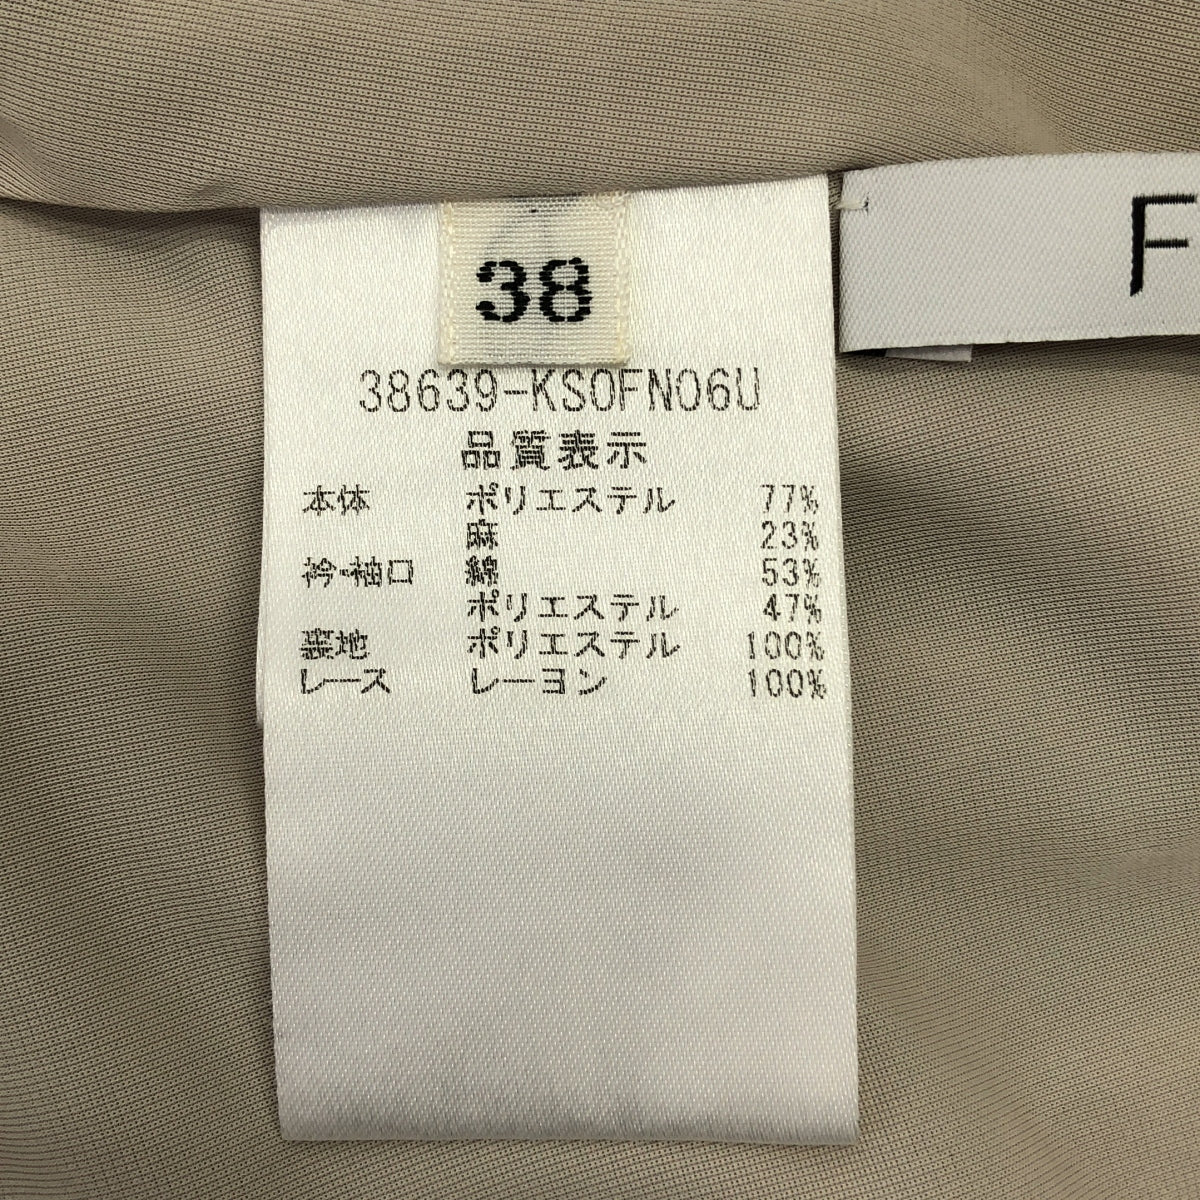 38
F
38639-KS0FN06U
品質表示
本体 ポリエステル 77%
麻 23%
衿・袖口 綿 53%
ポリエステル 47%
裏地 ポリエステル 100%
レース レーヨン 100%